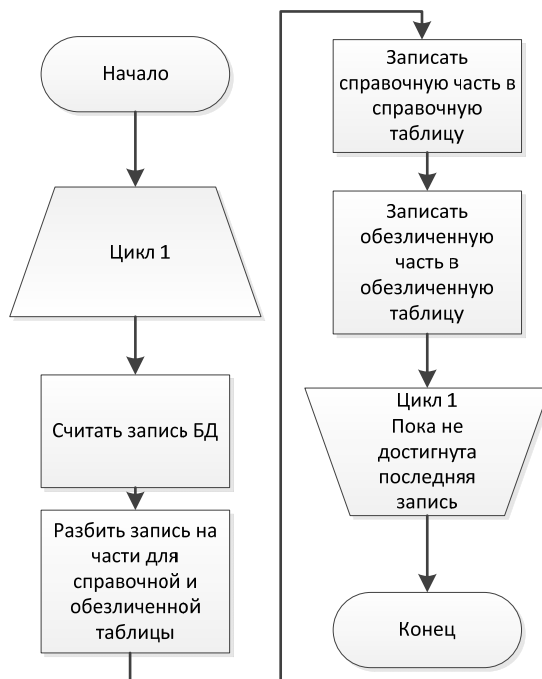 Начало
Цикл 1
Считать запись БД
Разбить запись на
части для
справочной и
обезличенной
таблицы
Записать
справочную часть в
справочную
таблицу
Записать
обезличенную
часть в
обезличенную
таблицу
Цикл 1
Пока не
достигнута
последняя
запись
Конец